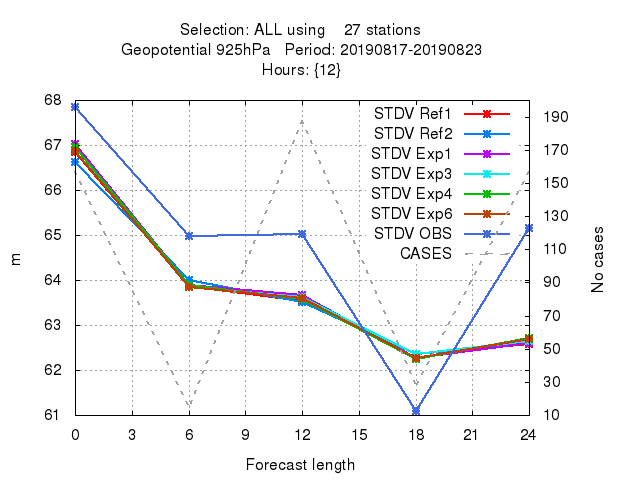 Selection: ALL using    27 stations
Geopotential 925hPa   Period: 20190817-20190823
Hours: {12}
STDV Ref1
STDV Ref2
STDV Exp1
STDV Exp3
STDV Exp4
STDV Exp6
STDV OBS
CASES
68
67
66
65
64
63
62
61
m
190
170
150
130
110
90
70
50
30
10
No cases
0 3 6 9 12 15 18 21 24
Forecast length